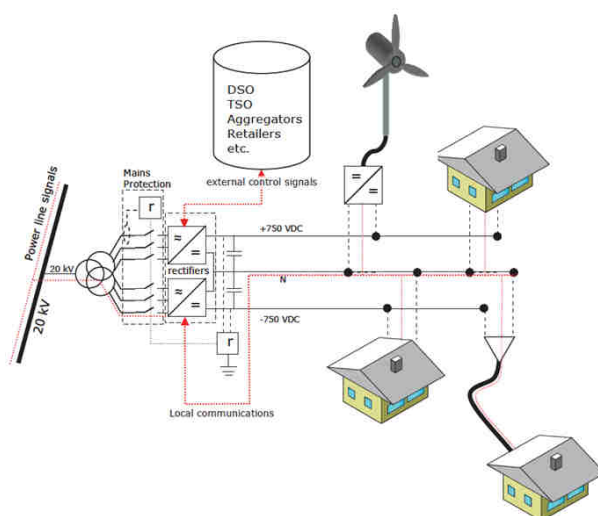 DSO
TSO
Aggregators
Retailers
etc.
Mains
Protection
external control signals
Power line signals
r
+750 VDC
20 kV
rectifiers
N
20 kV
-750 VDC
r
Local communications